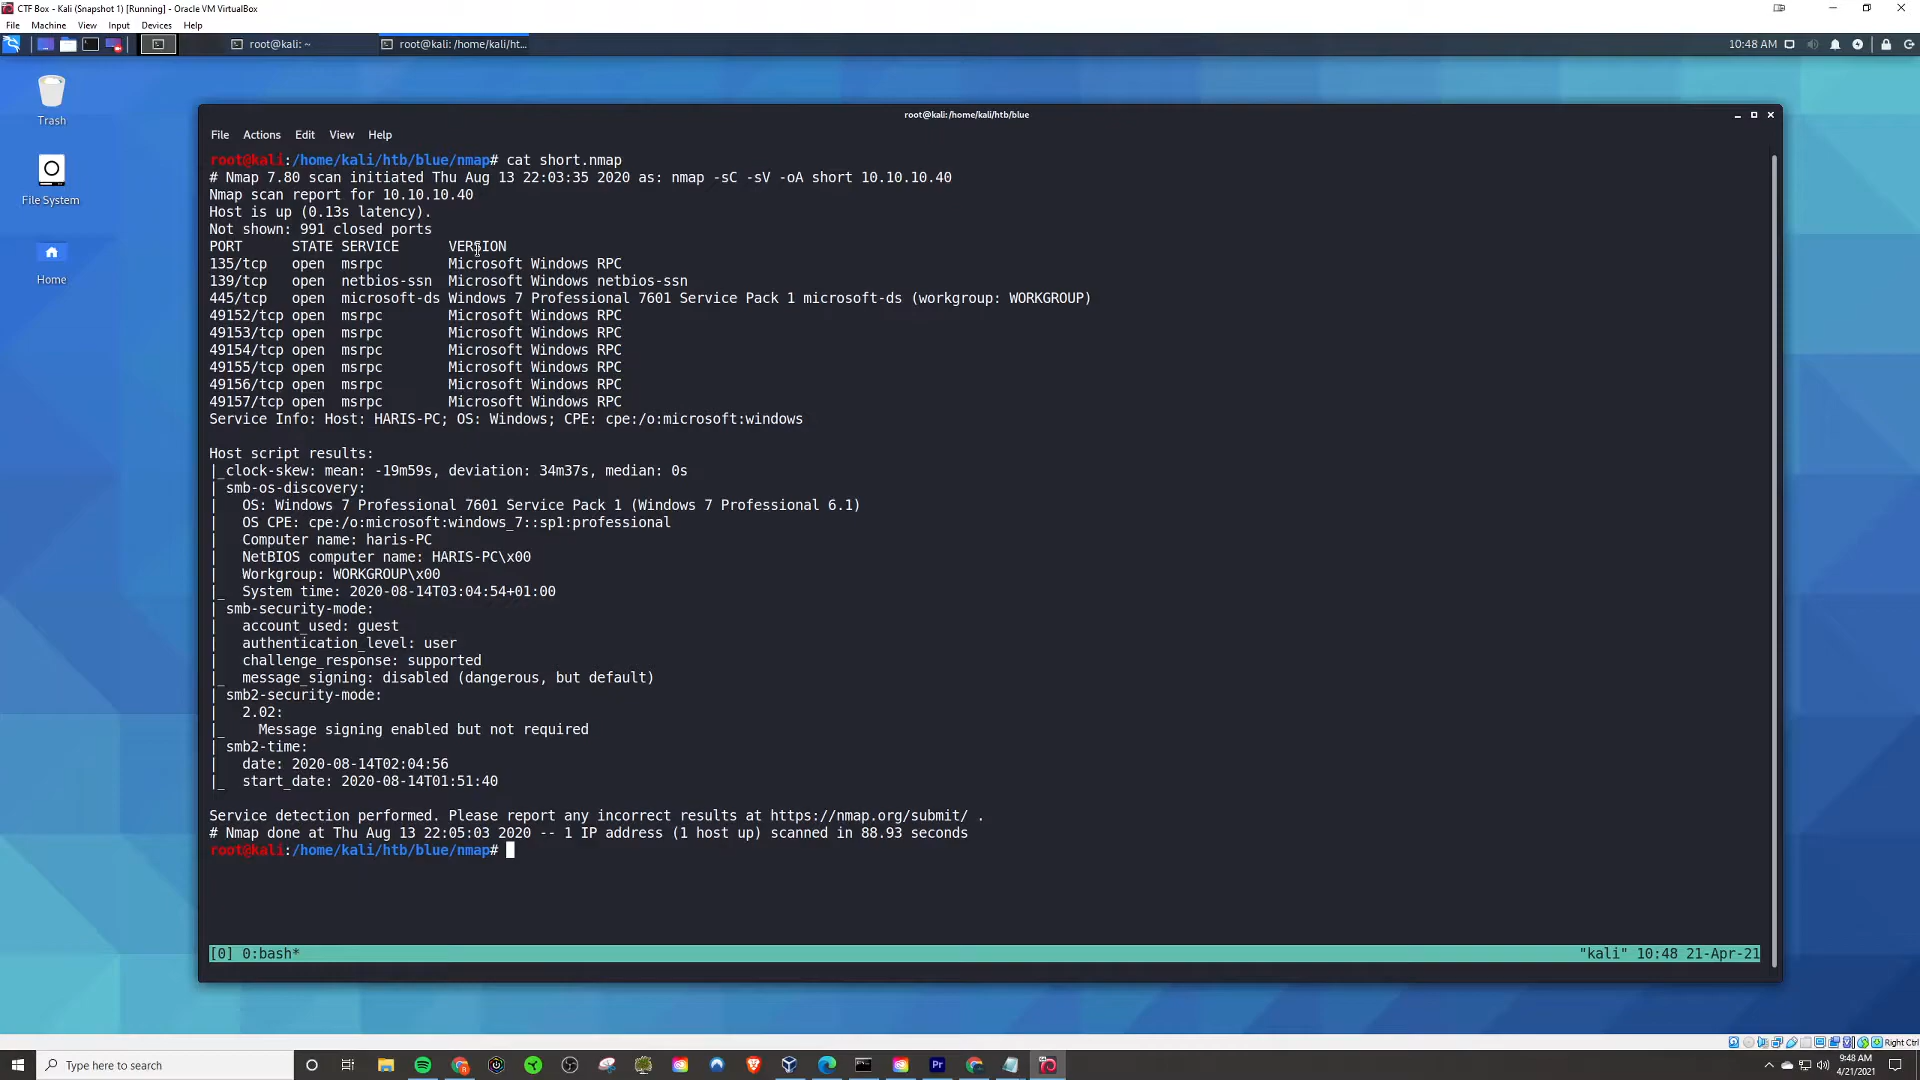 CTF Box - Kali (Snapshot 1) [Running] - Oracle VM VirtualBox
File Machine View Input Devices Help
root@kali: ~
root@kali: /home/kali/ht...
10:48 AM
Trash
File System
Home
root@kali:/home/kali/htb/blue
File Actions Edit View Help
root@kali:/home/kali/htb/blue/nmap# cat short.nmap
# Nmap 7.80 scan initiated Thu Aug 13 22:03:35 2020 as: nmap -sC -sV -oA short 10.10.10.40
Nmap scan report for 10.10.10.40
Host is up (0.13s latency).
Not shown: 991 closed ports
PORT      STATE SERVICE      VERSION
135/tcp   open  msrpc        Microsoft Windows RPC
139/tcp   open  netbios-ssn  Microsoft Windows netbios-ssn
445/tcp   open  microsoft-ds Windows 7 Professional 7601 Service Pack 1 microsoft-ds (workgroup: WORKGROUP)
49152/tcp open  msrpc        Microsoft Windows RPC
49153/tcp open  msrpc        Microsoft Windows RPC
49154/tcp open  msrpc        Microsoft Windows RPC
49155/tcp open  msrpc        Microsoft Windows RPC
49156/tcp open  msrpc        Microsoft Windows RPC
49157/tcp open  msrpc        Microsoft Windows RPC
Service Info: Host: HARIS-PC; OS: Windows; CPE: cpe:/o:microsoft:windows
Host script results:
|_clock-skew: mean: -19m59s, deviation: 34m37s, median: 0s
| smb-os-discovery:
|   OS: Windows 7 Professional 7601 Service Pack 1 (Windows 7 Professional 6.1)
|   OS CPE: cpe:/o:microsoft:windows_7::sp1:professional
|   Computer name: haris-PC
|   NetBIOS computer name: HARIS-PC\x00
|   Workgroup: WORKGROUP\x00
|_  System time: 2020-08-14T03:04:54+01:00
| smb-security-mode:
|   account_used: guest
|   authentication_level: user
|   challenge_response: supported
|_  message_signing: disabled (dangerous, but default)
| smb2-security-mode:
|   2.02:
|_    Message signing enabled but not required
| smb2-time:
|   date: 2020-08-14T02:04:56
|_  start_date: 2020-08-14T01:51:40
Service detection performed. Please report any incorrect results at https://nmap.org/submit/ .
# Nmap done at Thu Aug 13 22:05:03 2020 -- 1 IP address (1 host up) scanned in 88.93 seconds
root@kali:/home/kali/htb/blue/nmap#
[0] 0:bash*
"kali" 10:48 21-Apr-21
Right Ctrl
Type here to search
Pr
9:48 AM
4/21/2021